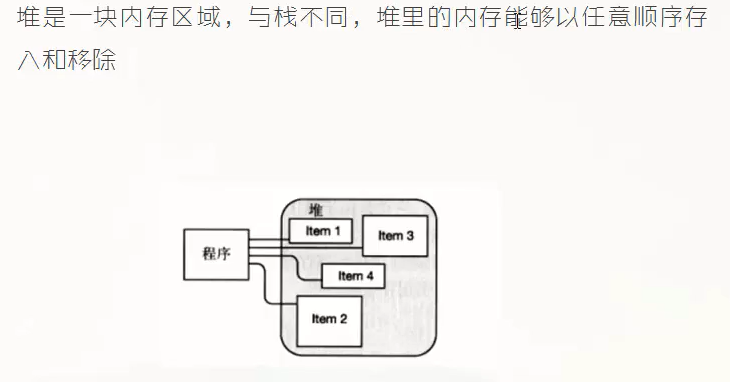 堆是一块内存区域，与栈不同，堆里的内存能够以任意顺序存
入和移除
堆
Item 1
Item 3
程序
Item 4
Item 2